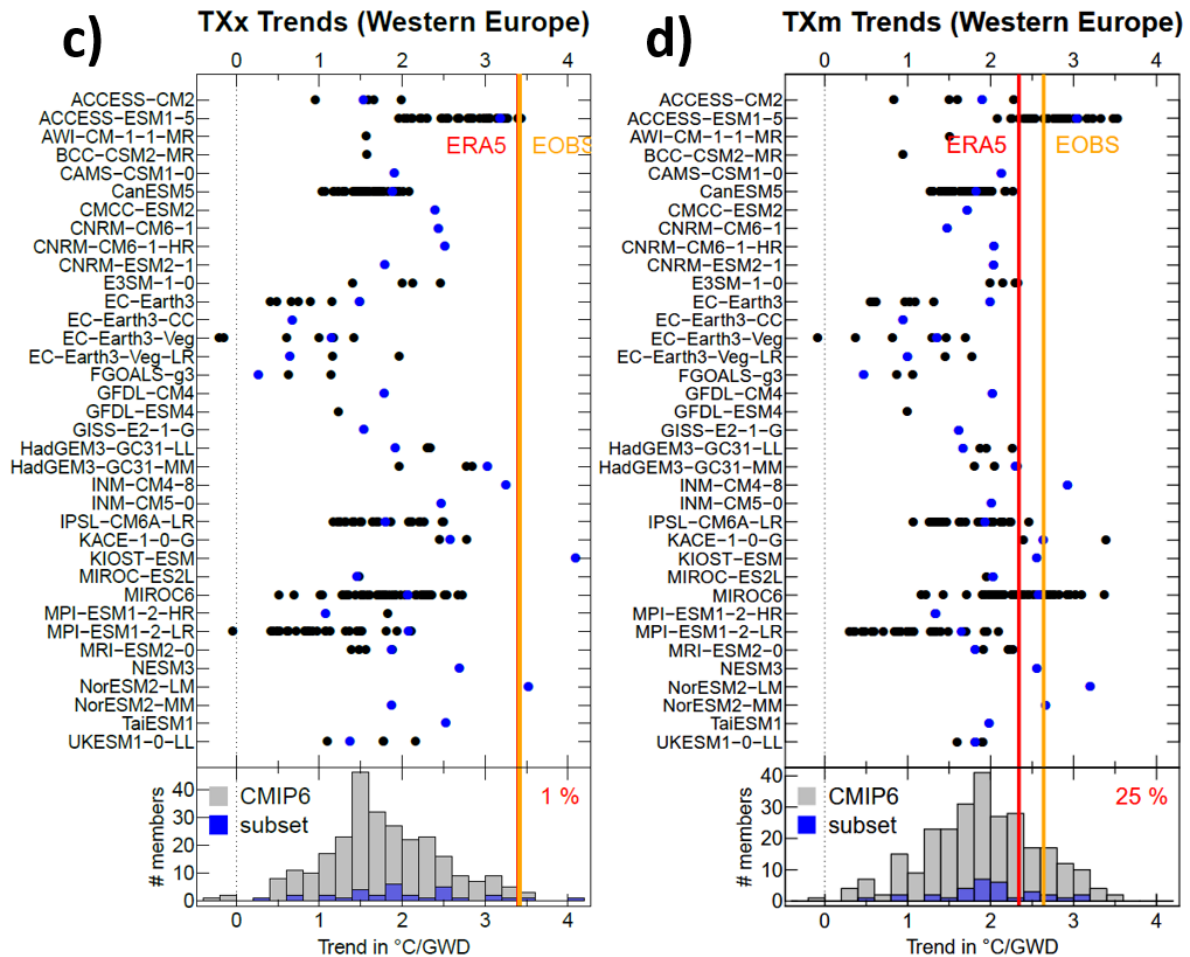 c)
TXx Trends (Western Europe)
0 1 2 3 4
ACCESS-CM2
ACCESS-ESM1-5
AWI-CM-1-1-MR
BCC-CSM2-MR
CAMS-CSM1-0
CanESM5
CMCC-ESM2
CNRM-CM6-1
CNRM-CM6-1-HR
CNRM-ESM2-1
E3SM-1-0
EC-Earth3
EC-Earth3-CC
EC-Earth3-Veg
EC-Earth3-Veg-LR
FGOALS-g3
GFDL-CM4
GFDL-ESM4
GISS-E2-1-G
HadGEM3-GC31-LL
HadGEM3-GC31-MM
INM-CM4-8
INM-CM5-0
IPSL-CM6A-LR
KACE-1-0-G
KIOST-ESM
MIROC-ES2L
MIROC6
MPI-ESM1-2-HR
MPI-ESM1-2-LR
MRI-ESM2-0
NESM3
NorESM2-LM
NorESM2-MM
TaiESM1
UKESM1-0-LL
ERA5
EOBS
# members
0
10
20
30
40
CMIP6
subset
1 %
0 1 2 3 4
Trend in °C/GWD
d)
TXm Trends (Western Europe)
0 1 2 3 4
ACCESS-CM2
ACCESS-ESM1-5
AWI-CM-1-1-MR
BCC-CSM2-MR
CAMS-CSM1-0
CanESM5
CMCC-ESM2
CNRM-CM6-1
CNRM-CM6-1-HR
CNRM-ESM2-1
E3SM-1-0
EC-Earth3
EC-Earth3-CC
EC-Earth3-Veg
EC-Earth3-Veg-LR
FGOALS-g3
GFDL-CM4
GFDL-ESM4
GISS-E2-1-G
HadGEM3-GC31-LL
HadGEM3-GC31-MM
INM-CM4-8
INM-CM5-0
IPSL-CM6A-LR
KACE-1-0-G
KIOST-ESM
MIROC-ES2L
MIROC6
MPI-ESM1-2-HR
MPI-ESM1-2-LR
MRI-ESM2-0
NESM3
NorESM2-LM
NorESM2-MM
TaiESM1
UKESM1-0-LL
ERA5
EOBS
# members
0
10
20
30
40
CMIP6
subset
25 %
0 1 2 3 4
Trend in °C/GWD